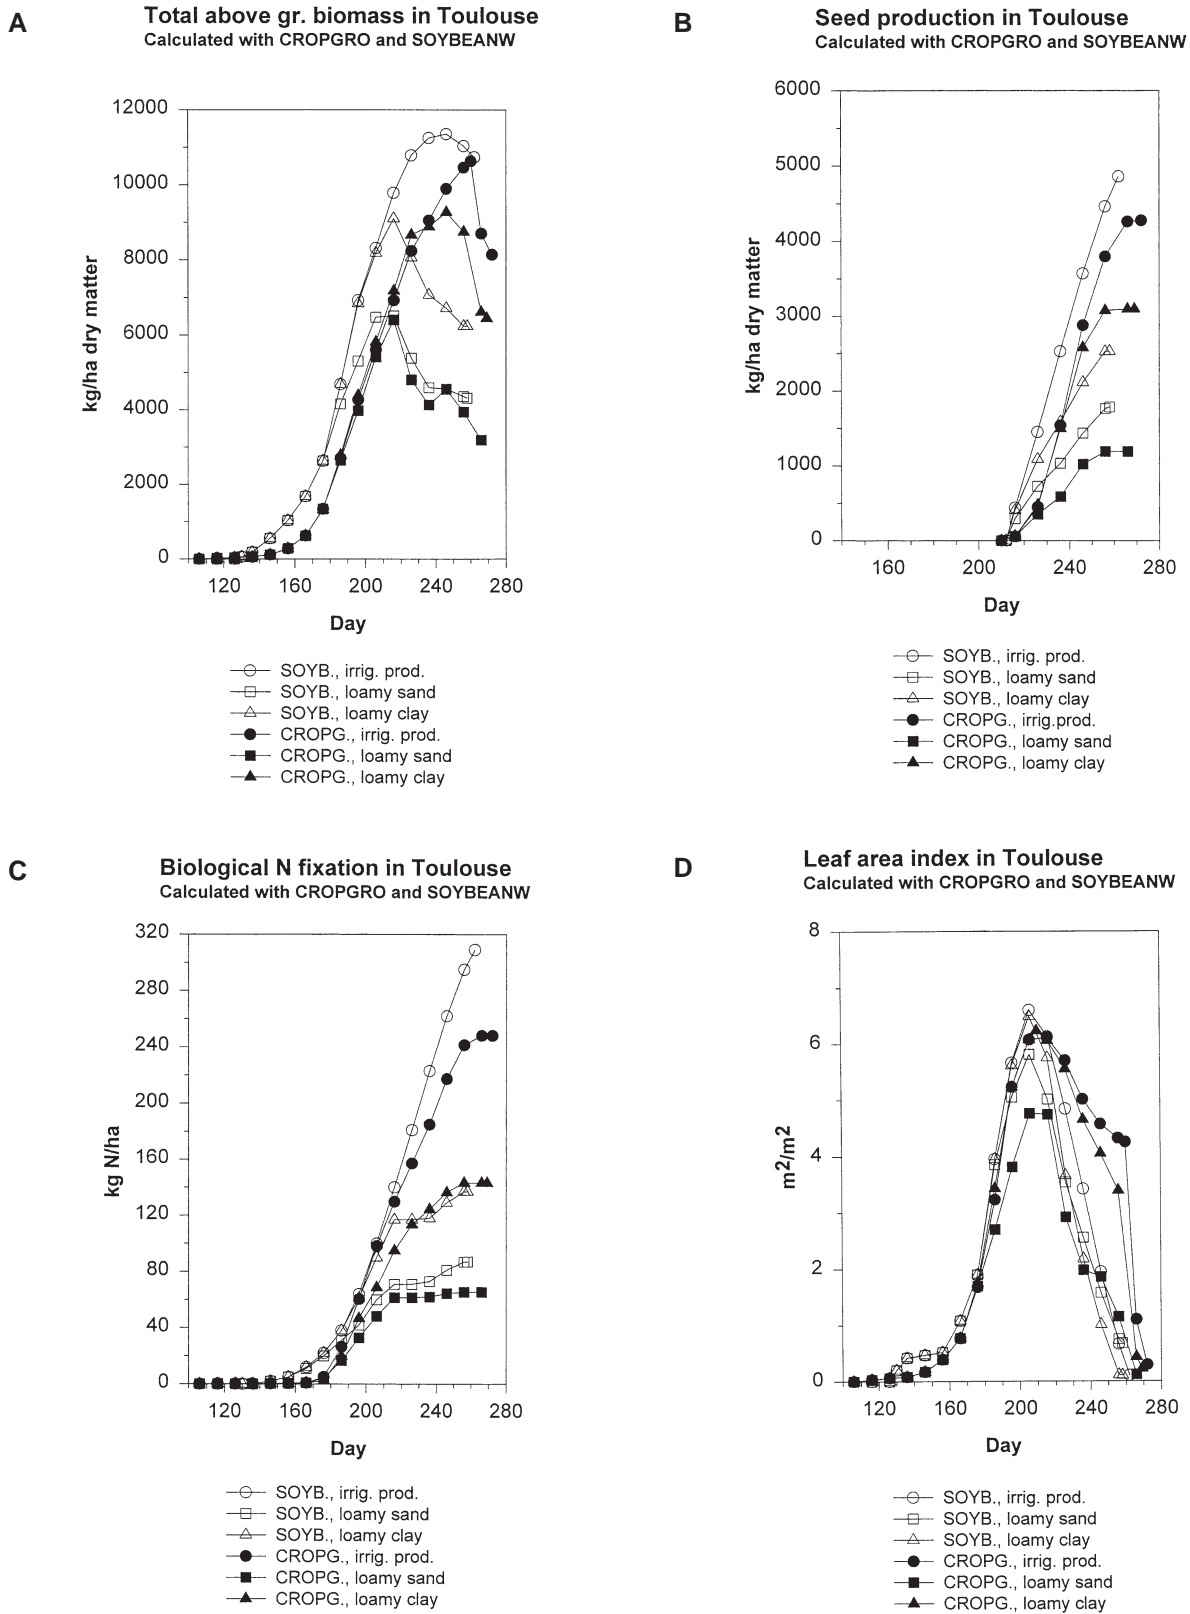 A
Total above gr. biomass in Toulouse
Calculated with CROPGRO and SOYBEANW
12000
10000
8000
6000
4000
2000
0
kg/ha dry matter
120 160 200 240 280
Day
SOYB., irrig. prod.
SOYB., loamy sand
SOYB., loamy clay
CROPG., irrig. prod.
CROPG., loamy sand
CROPG., loamy clay
B
Seed production in Toulouse
Calculated with CROPGRO and SOYBEANW
6000
5000
4000
3000
2000
1000
0
kg/ha dry matter
160 200 240 280
Day
SOYB., irrig. prod.
SOYB., loamy sand
SOYB., loamy clay
CROPG., irrig.prod.
CROPG., loamy sand
CROPG., loamy clay
C
Biological N fixation in Toulouse
Calculated with CROPGRO and SOYBEANW
320
280
240
200
160
120
80
40
0
kg N/ha
120 160 200 240 280
Day
SOYB., irrig. prod.
SOYB., loamy sand
SOYB., loamy clay
CROPG., irrig. prod.
CROPG., loamy sand
CROPG., loamy clay
D
Leaf area index in Toulouse
Calculated with CROPGRO and SOYBEANW
8
6
4
2
0
m2/m2
120 160 200 240 280
Day
SOYB., irrig. prod.
SOYB., loamy sand
SOYB., loamy clay
CROPG., irrig. prod.
CROPG., loamy sand
CROPG., loamy clay